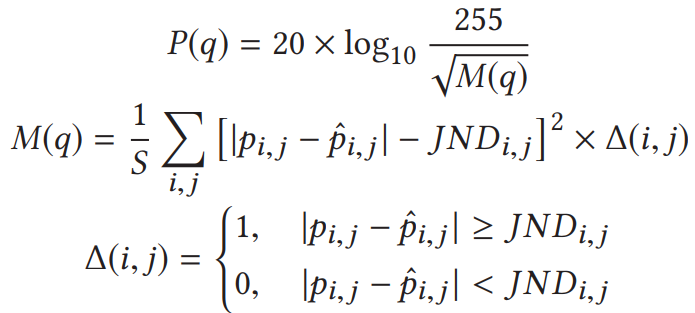 P(q) = 20 × log₁₀ 255 / √M(q)
M(q) = 1/S ∑_{i,j} [|p_{i,j} − p̂_{i,j}| − JND_{i,j}]² × Δ(i,j)
Δ(i,j) = { 1, |p_{i,j} − p̂_{i,j}| ≥ JND_{i,j}
0, |p_{i,j} − p̂_{i,j}| < JND_{i,j}